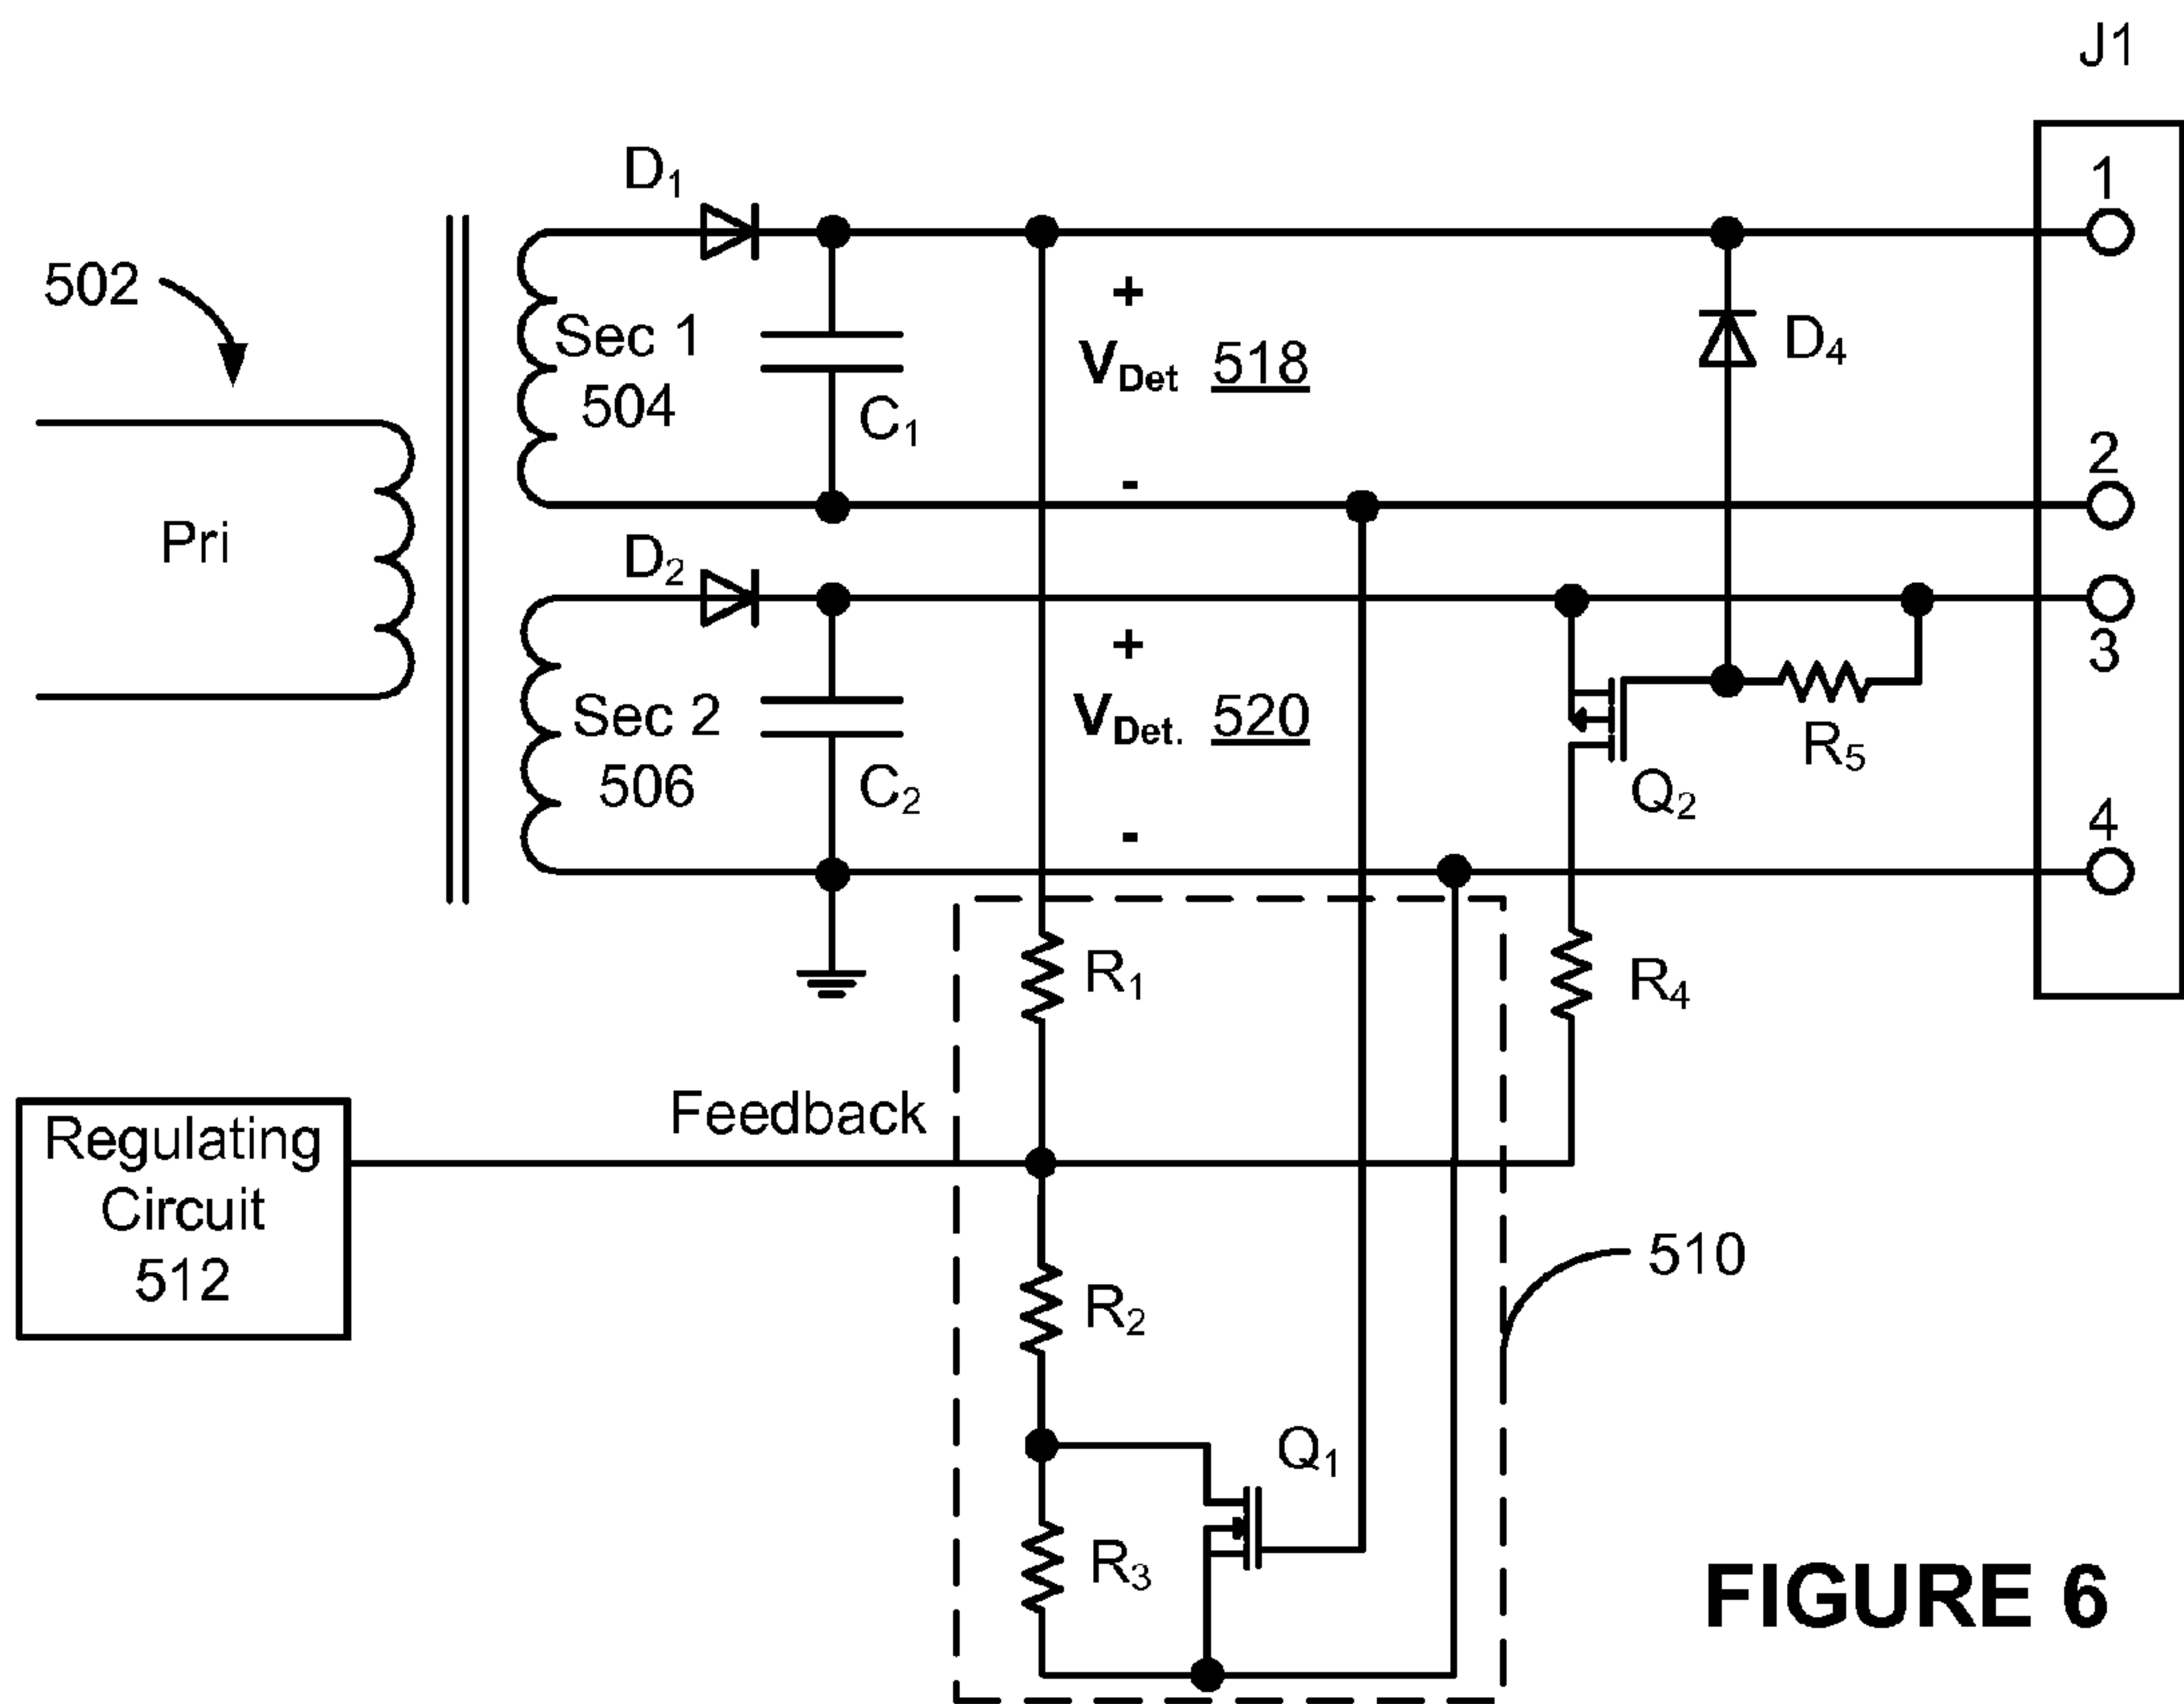 J1
1
D1
502
Sec 1
504
C1
+
VDet 518
-
D4
2
Pri
D2
3
Sec 2
506
C2
+
VDet. 520
-
Q2
R5
4
R1
R4
Feedback
Regulating
Circuit
512
R2
510
Q1
R3
FIGURE 6